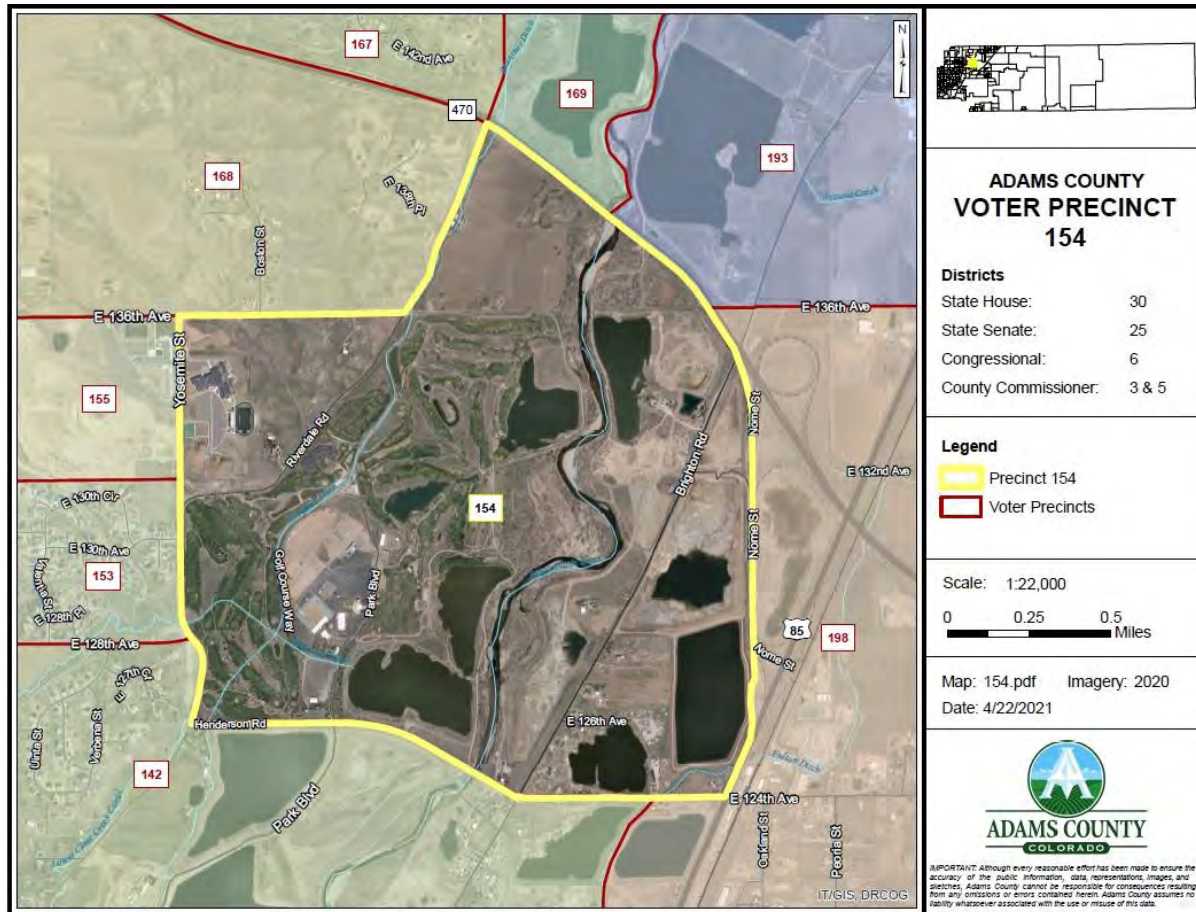 167
E 142nd Ave
169
N
470
193
168
E 138th Pl
Boston St
E 136th Ave
E 136th Ave
Yosemite St
155
Riverdale Rd
Nome St
Brighton Rd
E 132nd Ave
E 130th Cir
154
Nome St
E 130th Ave
Valentia St
153
E 128th Pl
Golf Course Way
Park Blvd
E 128th Ave
85
198
Nome St
E 127th Ct
Henderson Rd
E 126th Ave
Uinta St
Verbena St
142
Park Blvd
Fulton Ditch
E 124th Ave
Oakland St
Peoria St
IT/GIS, DRCOG
ADAMS COUNTY
VOTER PRECINCT
154
Districts
State House: 30
State Senate: 25
Congressional: 6
County Commissioner: 3 & 5
Legend
Precinct 154
Voter Precincts
Scale: 1:22,000
0 0.25 0.5
Miles
Map: 154.pdf Imagery: 2020
Date: 4/22/2021
ADAMS COUNTY
COLORADO
IMPORTANT: Although every reasonable effort has been made to ensure the
accuracy of the public information, data, representations, images, and
sketches, Adams County cannot be responsible for consequences resulting
from any omissions or errors contained herein. Adams County assumes no
liability whatsoever associated with the use or misuse of this data.